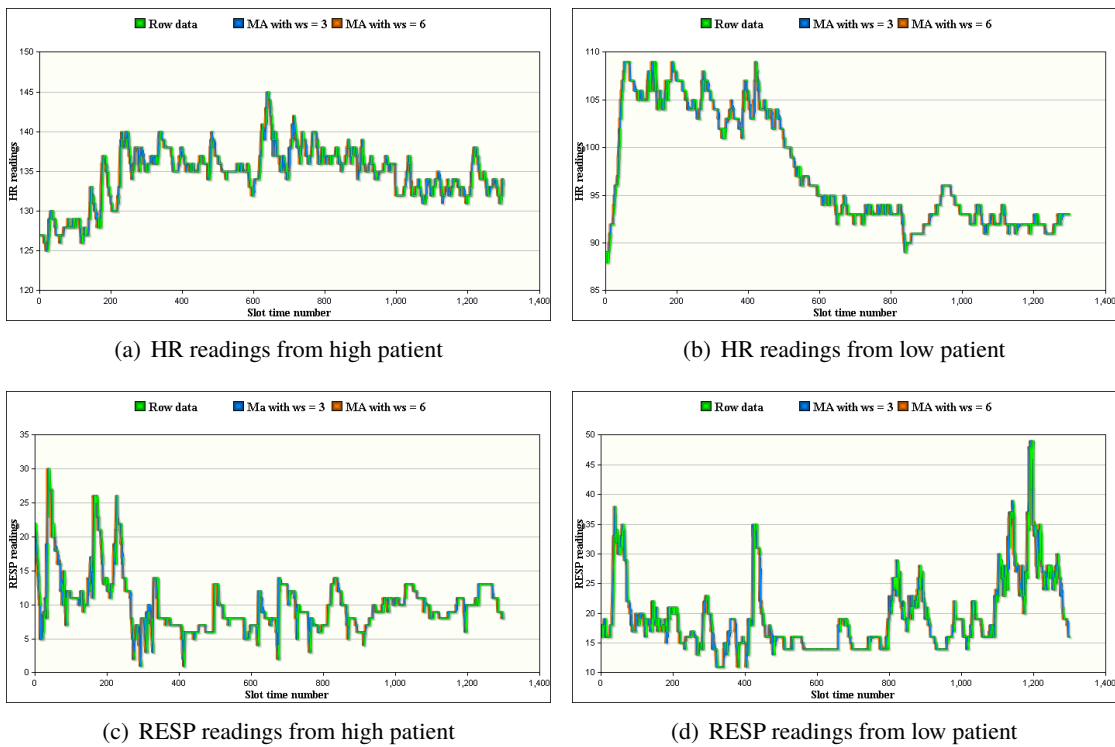 Row data MA with ws = 3 MA with ws = 6
150
145
140
135
130
125
120
HR readings
0 200 400 600 800 1,000 1,200 1,400
Slot time number
(a) HR readings from high patient
Row data MA with ws = 3 MA with ws = 6
110
105
100
95
90
85
HR readings
0 200 400 600 800 1,000 1,200 1,400
Slot time number
(b) HR readings from low patient
Row data Ma with ws = 3 MA with ws = 6
35
30
25
20
15
10
5
0
RESP readings
0 200 400 600 800 1,000 1,200 1,400
Slot time number
(c) RESP readings from high patient
Row data MA with ws = 3 MA with ws = 6
50
45
40
35
30
25
20
15
10
RESP readings
0 200 400 600 800 1,000 1,200 1,400
Slot time number
(d) RESP readings from low patient